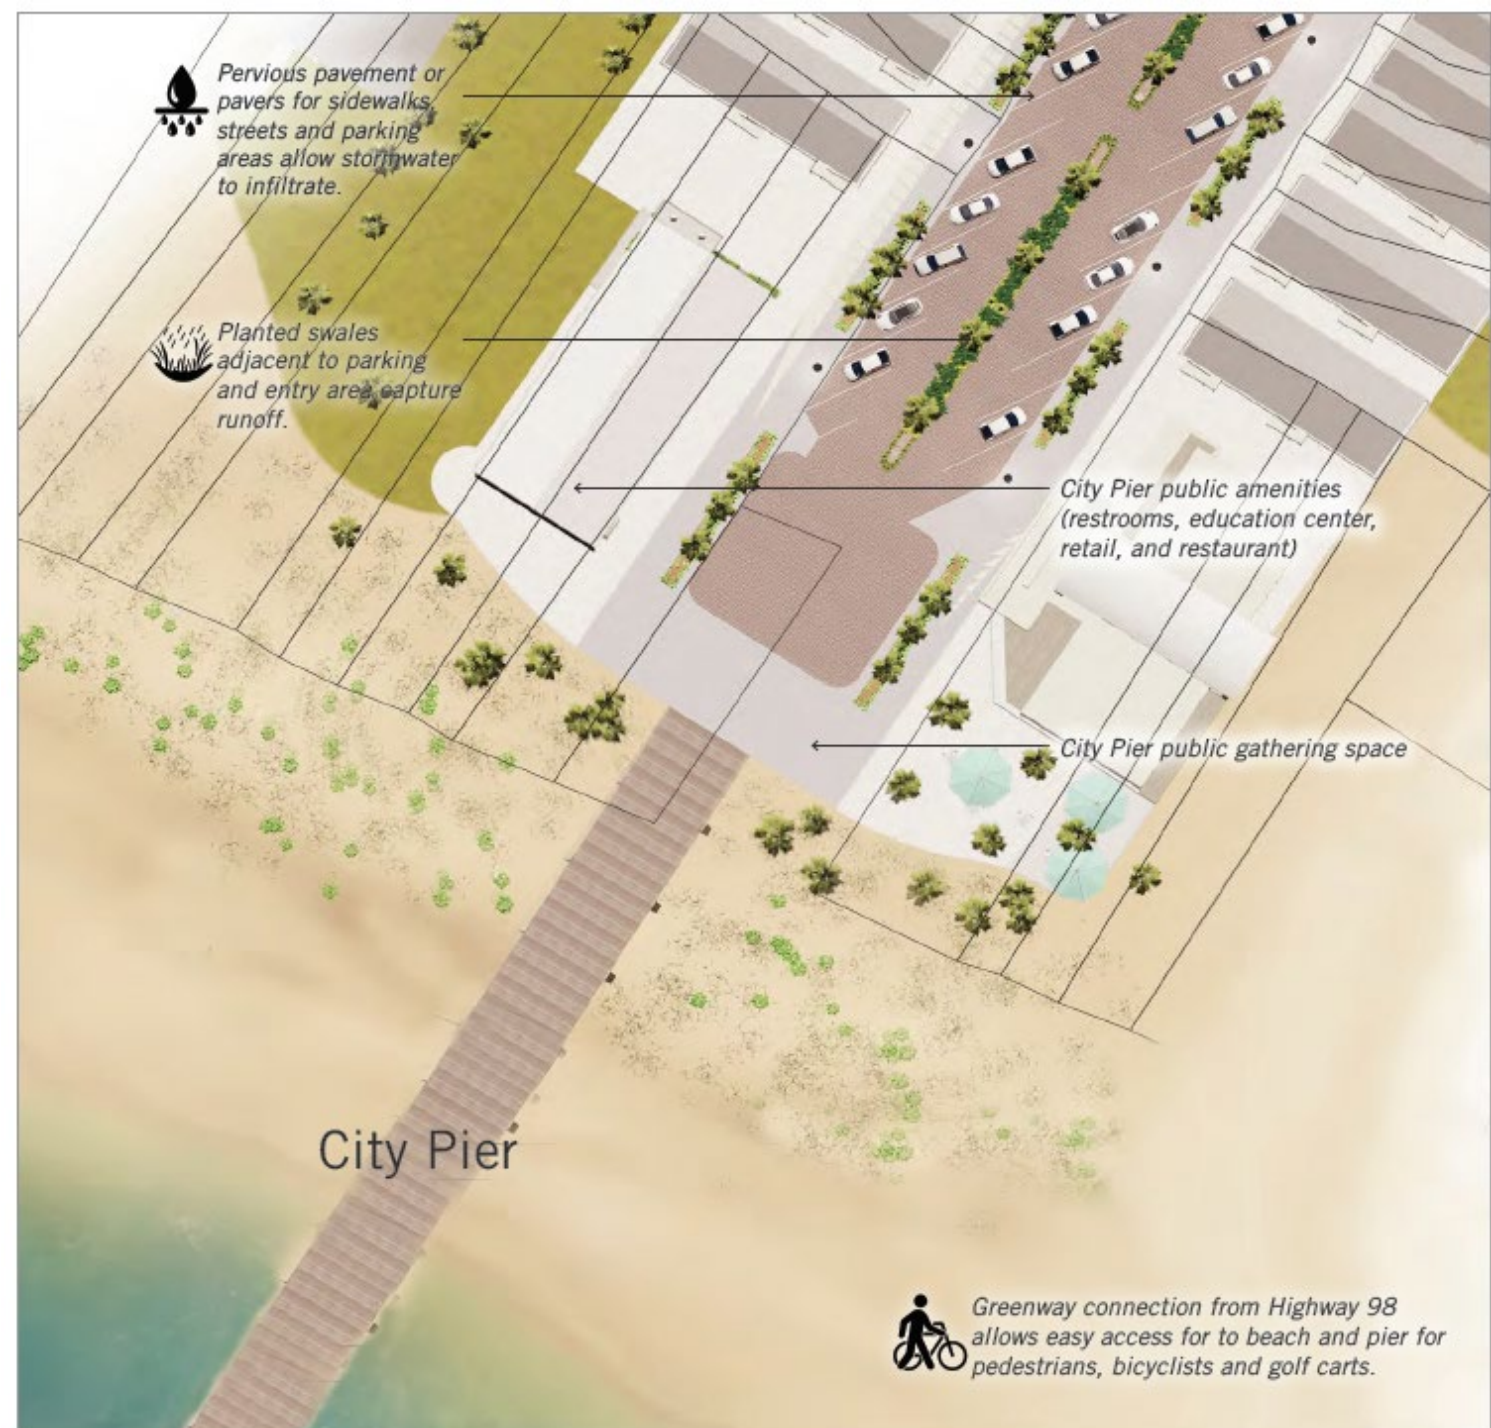 Pervious pavement or
pavers for sidewalks,
streets and parking
areas allow stormwater
to infiltrate.
Planted swales
adjacent to parking
and entry area capture
runoff.
City Pier public amenities
(restrooms, education center,
retail, and restaurant)
City Pier public gathering space
City Pier
Greenway connection from Highway 98
allows easy access for to beach and pier for
pedestrians, bicyclists and golf carts.